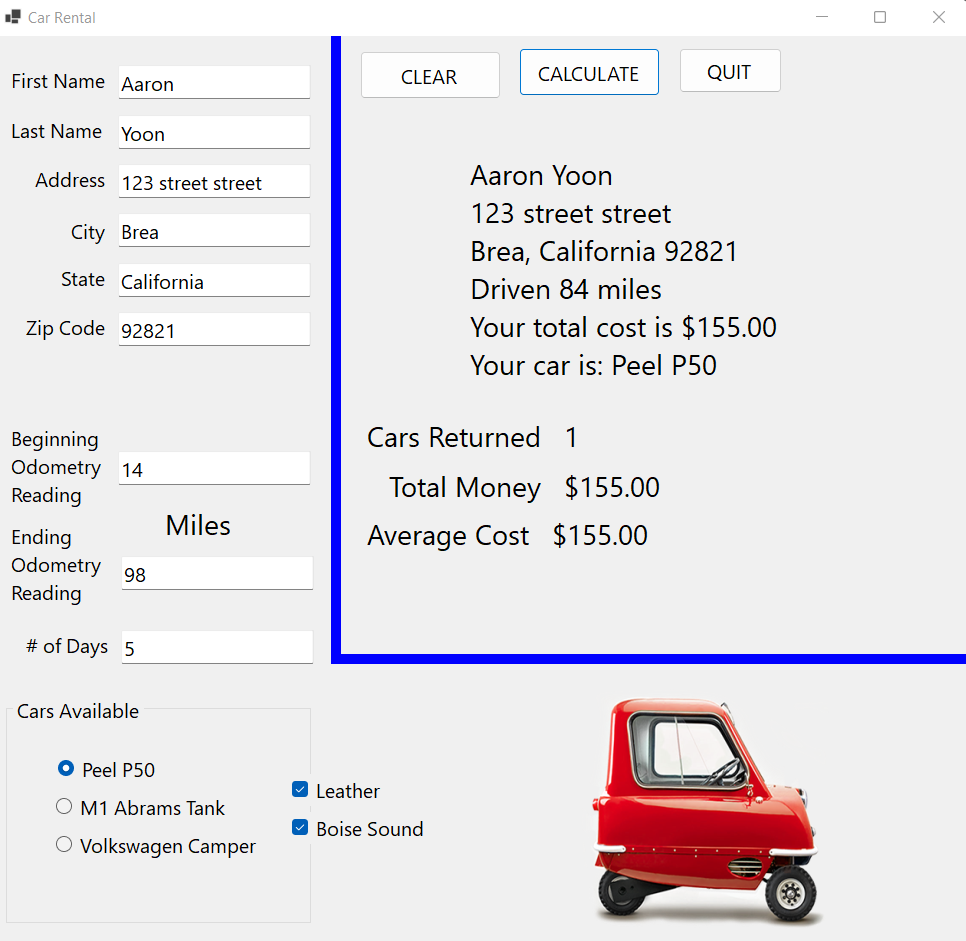 Car Rental
First Name Aaron
Last Name Yoon
Address 123 street street
City Brea
State California
Zip Code 92821
Beginning
Odometry
Reading
14
Miles
Ending
Odometry
Reading
98
# of Days 5
CLEAR CALCULATE QUIT
Aaron Yoon
123 street street
Brea, California 92821
Driven 84 miles
Your total cost is $155.00
Your car is: Peel P50
Cars Returned 1
Total Money $155.00
Average Cost $155.00
Cars Available
Peel P50
M1 Abrams Tank
Volkswagen Camper
Leather
Boise Sound